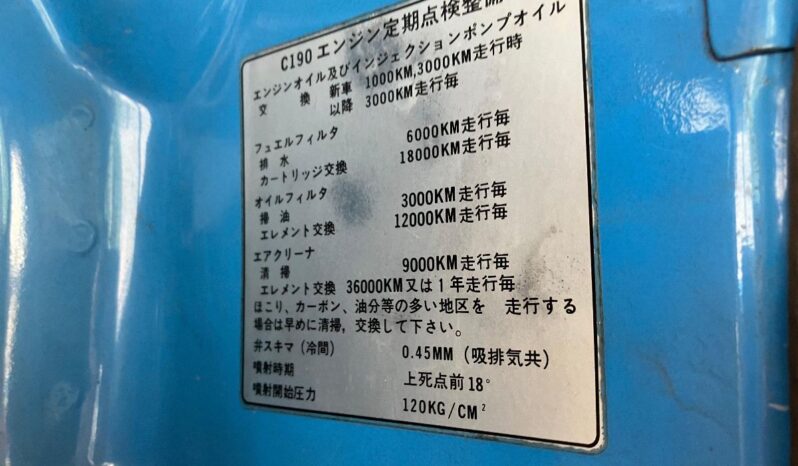 C190 エンジン定期点検整備
エンジンオイル及びインジェクションポンプオイル
交 換 新車 1000KM,3000KM走行時
以降 3000KM走行毎
フュエルフィルタ
排 水 6000KM走行毎
カートリッジ交換 18000KM走行毎
オイルフィルタ
掃 油 3000KM走行毎
エレメント交換 12000KM走行毎
エアクリーナ
清 掃 9000KM走行毎
エレメント交換 36000KM又は1年走行毎
ほこり、カーボン、油分等の多い地区を 走行する
場合は早めに清掃,交換して下さい。
弁スキマ(冷間) 0.45MM(吸排気共)
噴射時期 上死点前18°
噴射開始圧力 120KG/CM²